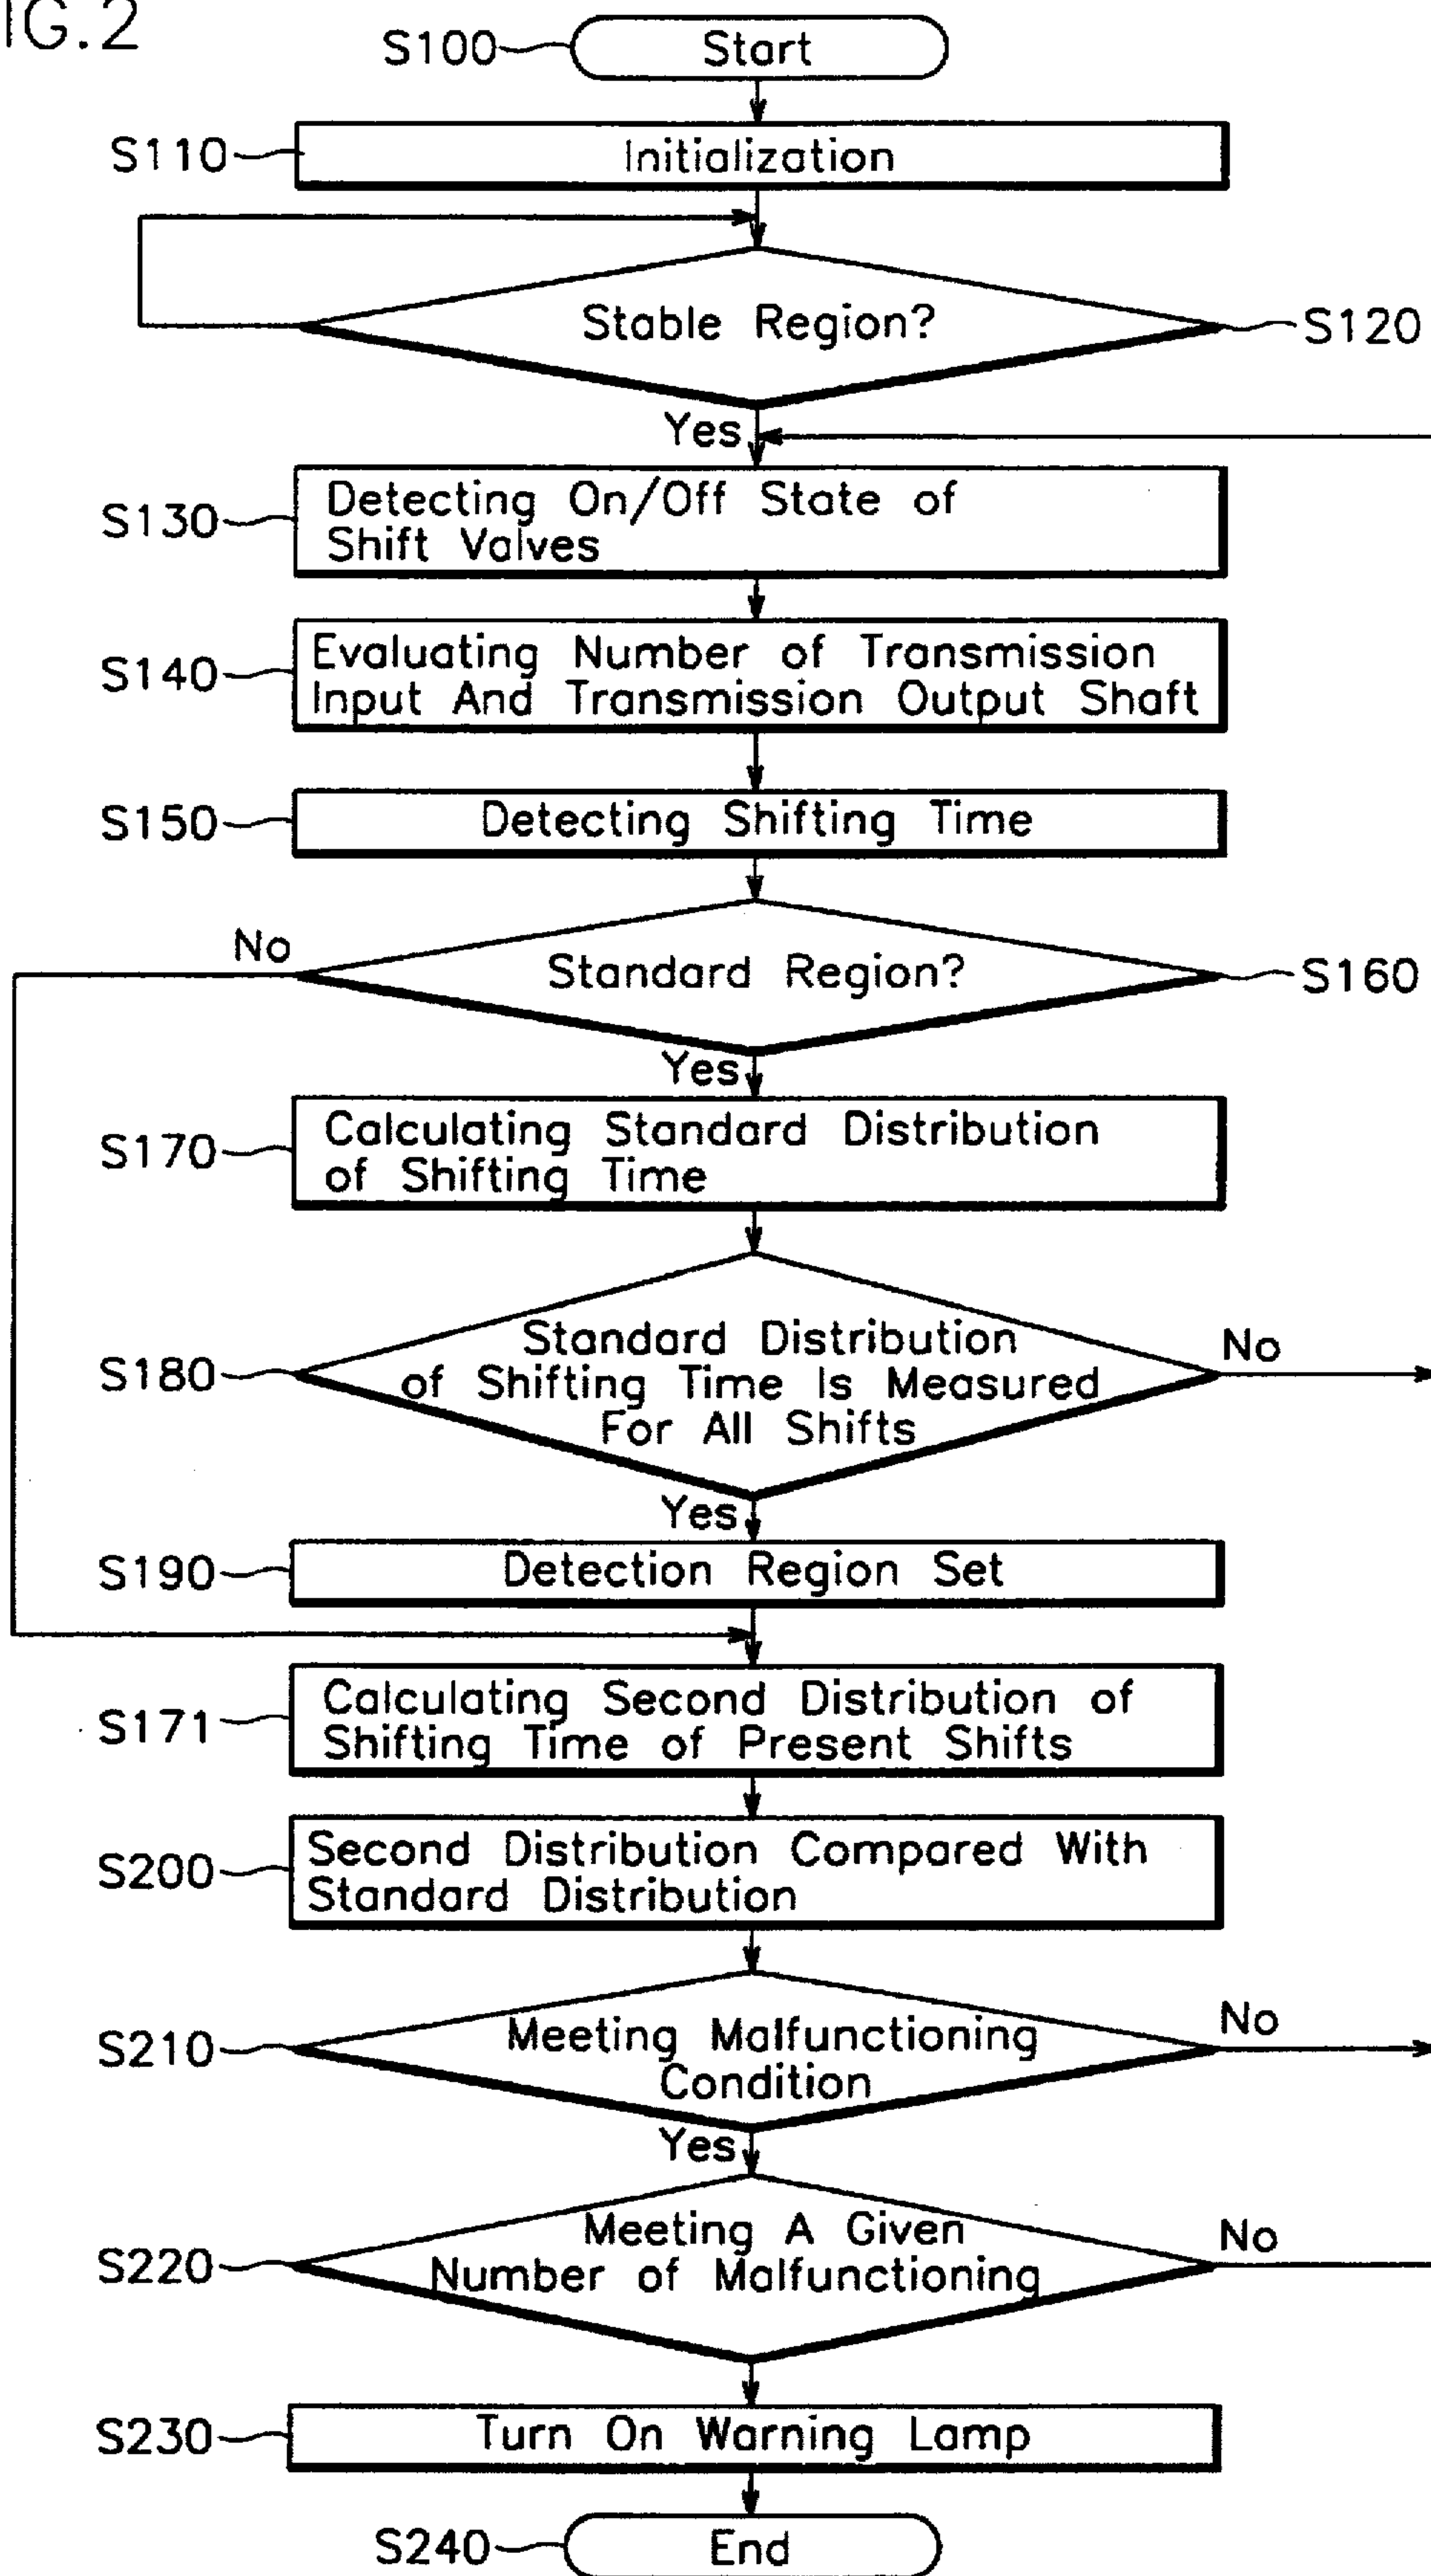 IG.2
S100
Start
S110
Initialization
Stable Region?
S120
Yes
S130
Detecting On/Off State of
Shift Valves
S140
Evaluating Number of Transmission
Input And Transmission Output Shaft
S150
Detecting Shifting Time
No
Standard Region?
S160
Yes
S170
Calculating Standard Distribution
of Shifting Time
S180
Standard Distribution
of Shifting Time Is Measured
For All Shifts
No
Yes
S190
Detection Region Set
S171
Calculating Second Distribution of
Shifting Time of Present Shifts
S200
Second Distribution Compared With
Standard Distribution
S210
Meeting Malfunctioning
Condition
No
Yes
S220
Meeting A Given
Number of Malfunctioning
No
S230
Turn On Warning Lamp
S240
End